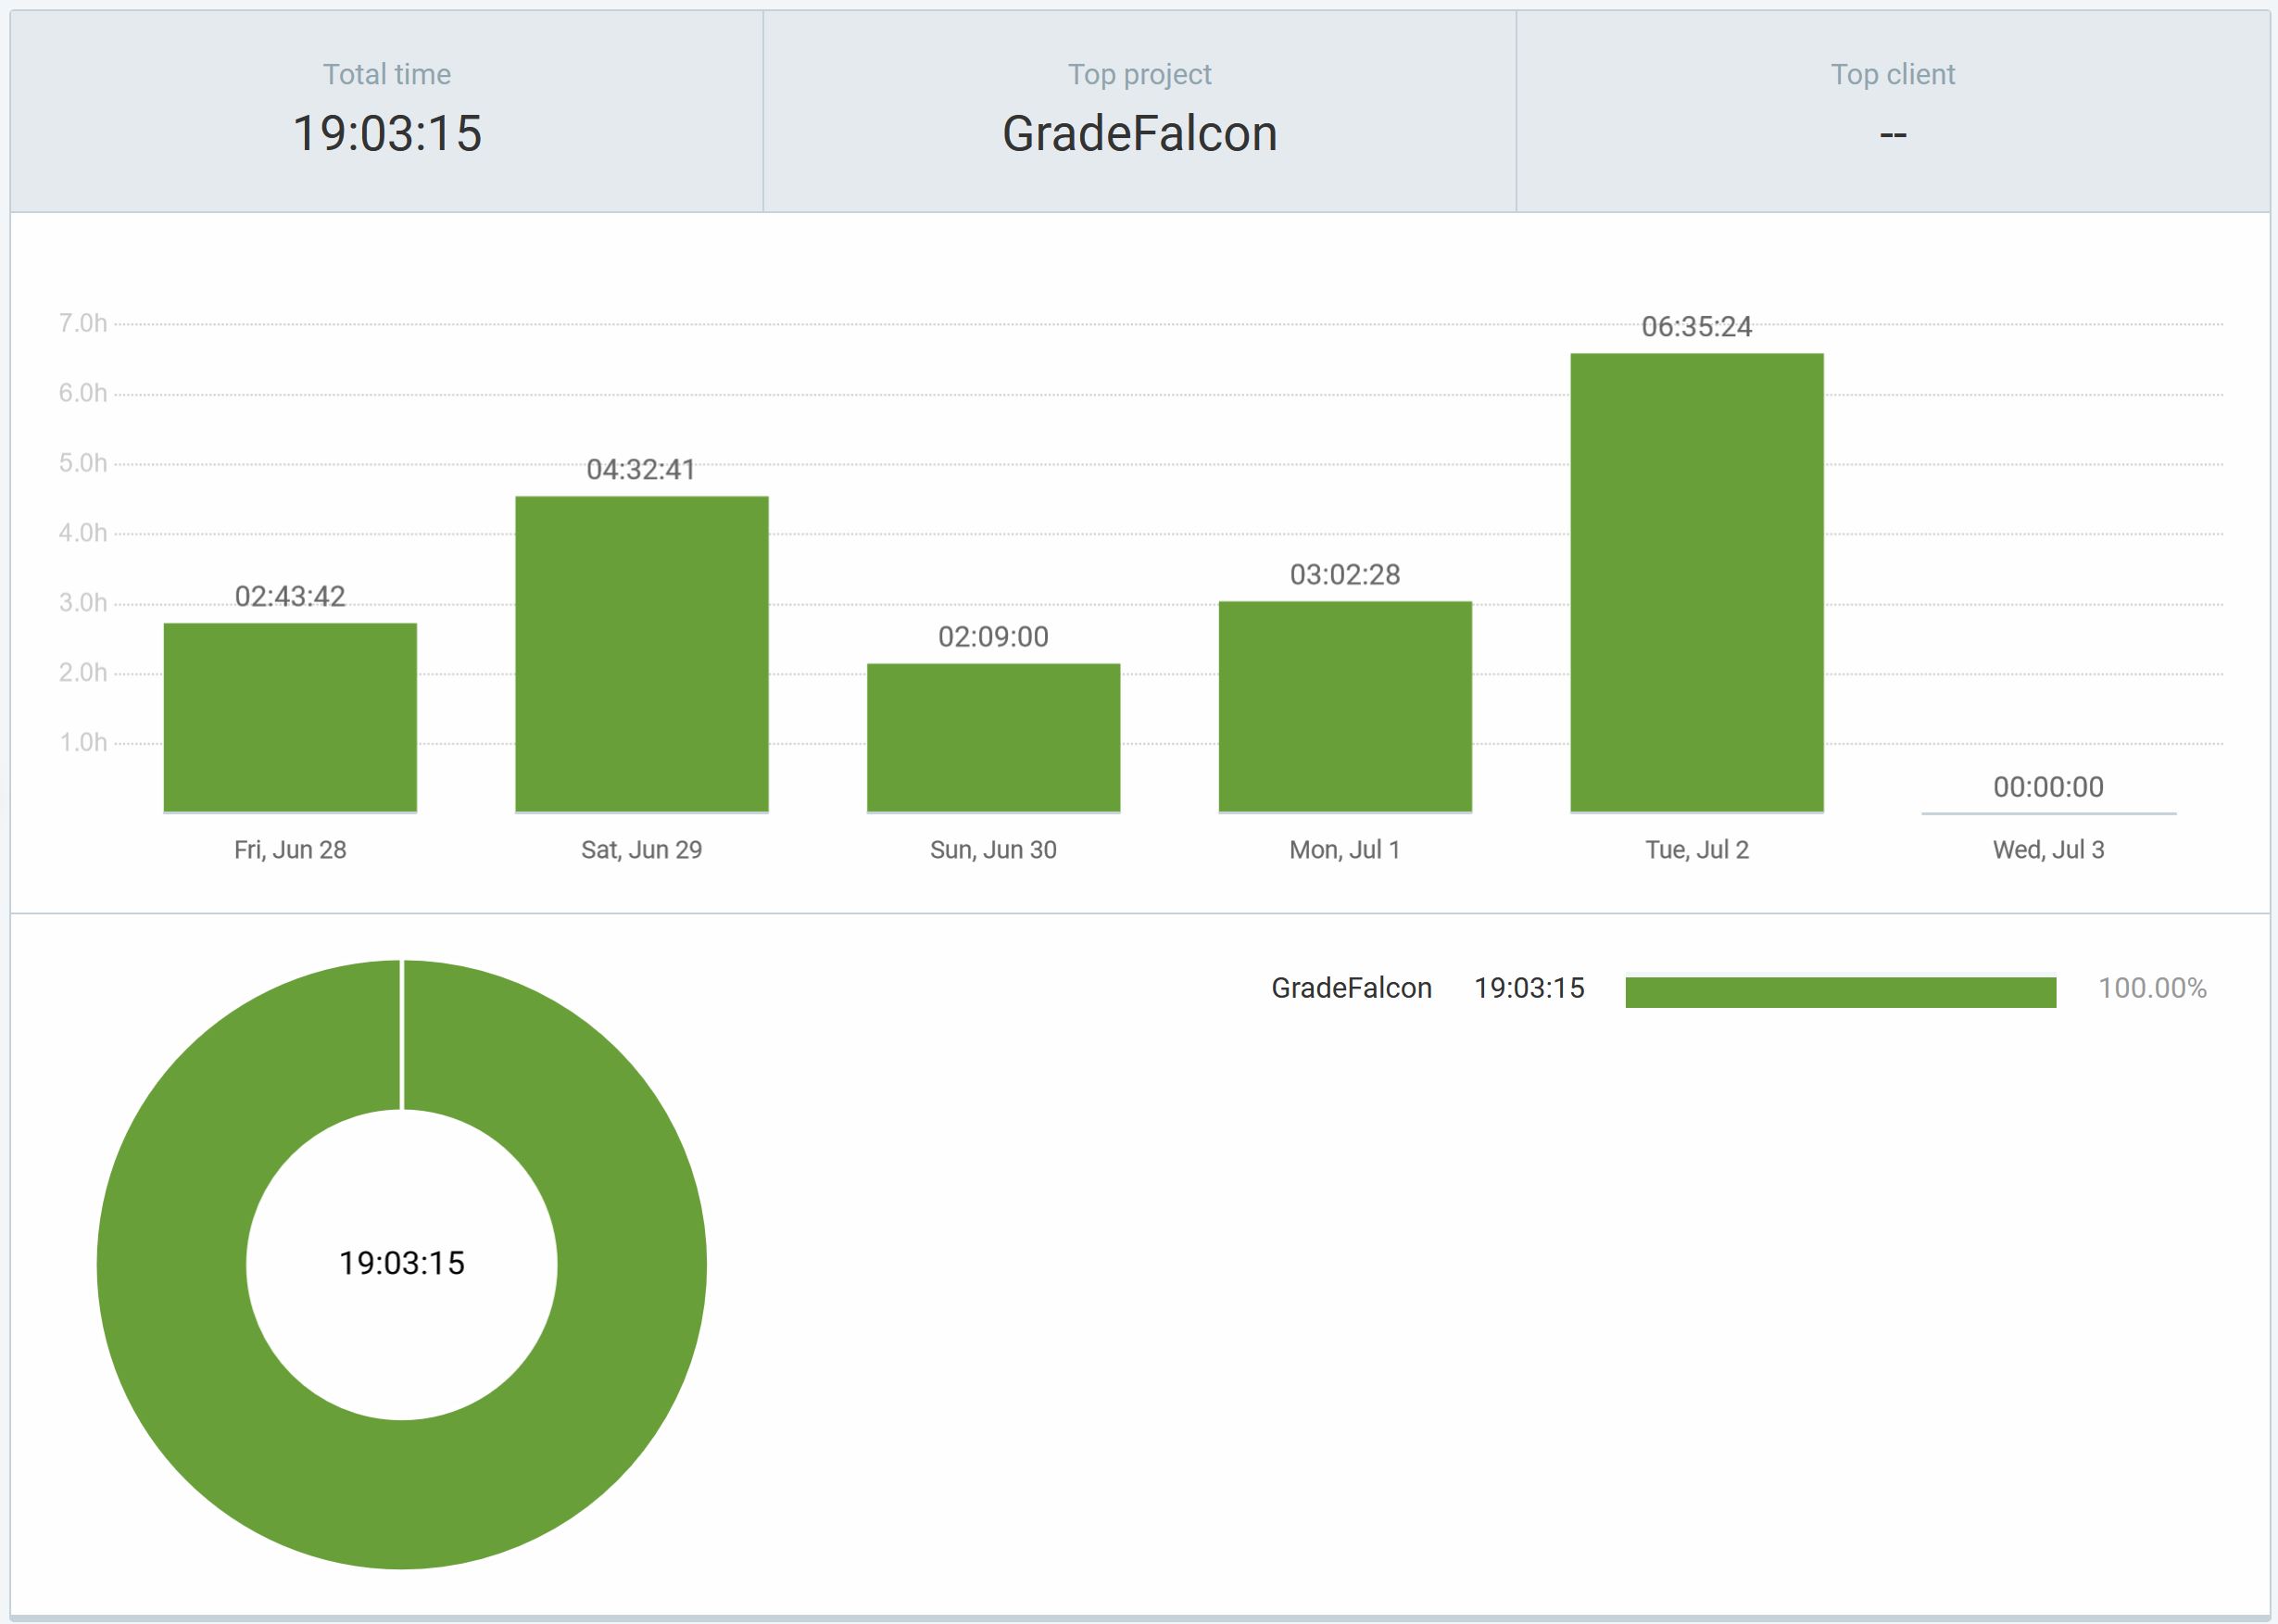 Total time
19:03:15
Top project
GradeFalcon
Top client
--
7.0h
6.0h
5.0h
4.0h
3.0h
2.0h
1.0h
02:43:42
04:32:41
02:09:00
03:02:28
06:35:24
00:00:00
Fri, Jun 28
Sat, Jun 29
Sun, Jun 30
Mon, Jul 1
Tue, Jul 2
Wed, Jul 3
19:03:15
GradeFalcon 19:03:15 100.00%